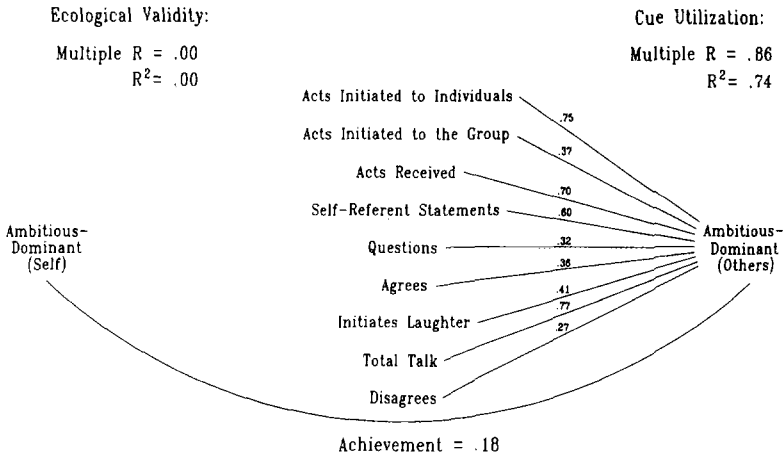 Ecological Validity:
Multiple R = .00
R²= .00
Cue Utilization:
Multiple R = .86
R²= .74
Acts Initiated to Individuals
.75
Acts Initiated to the Group
.37
Acts Received
.70
Self-Referent Statements
.60
Questions
.32
Agrees
.36
Initiates Laughter
.41
Total Talk
.77
Disagrees
.27
Ambitious-
Dominant
(Self)
Ambitious-
Dominant
(Others)
Achievement = .18